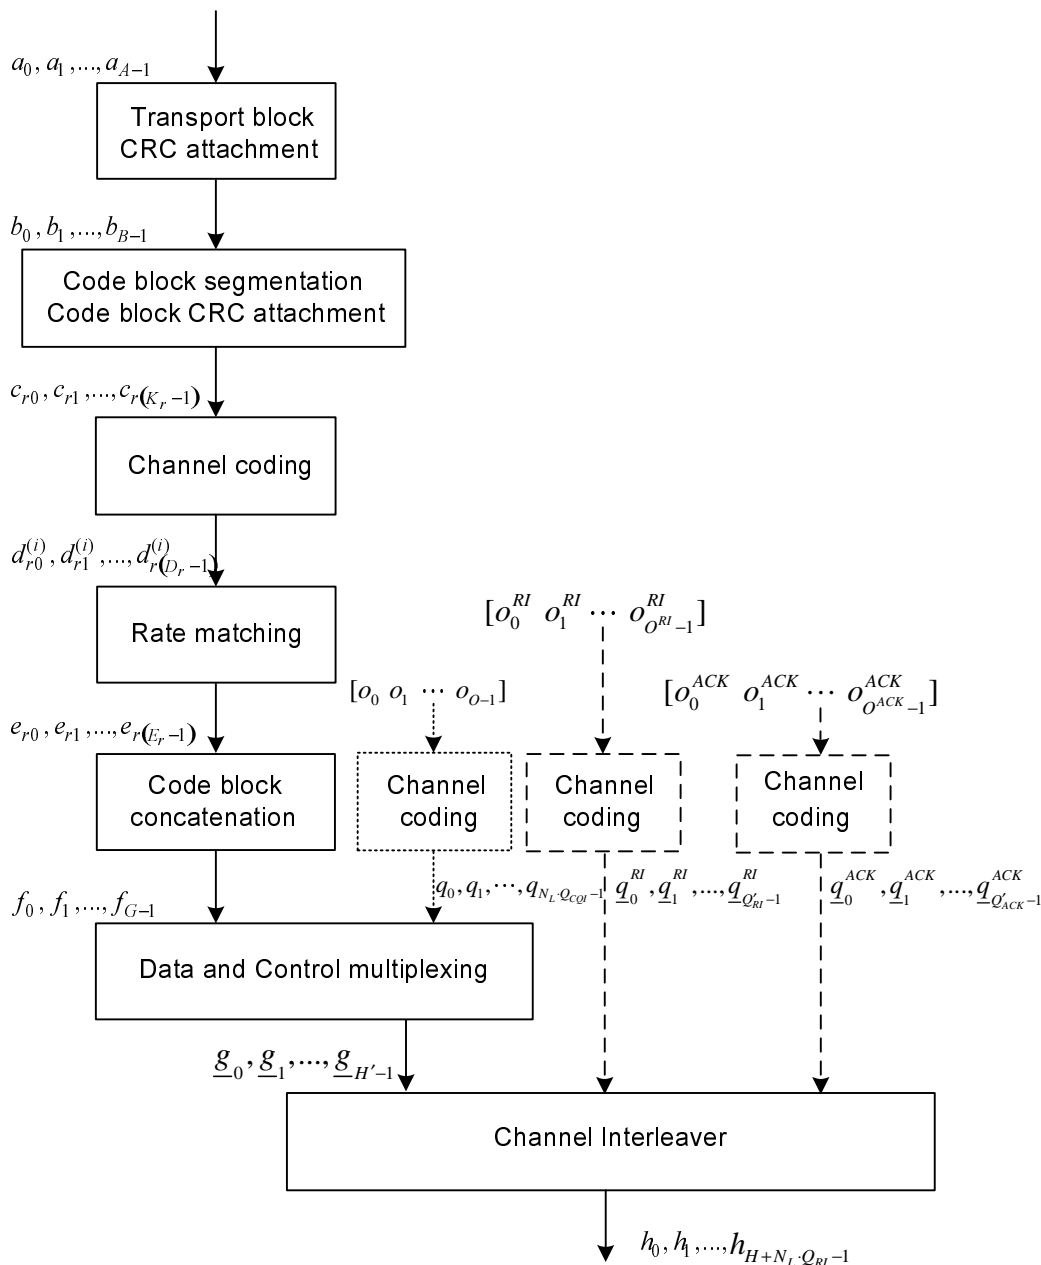 a_0, a_1, ..., a_{A−1}
Transport block
CRC attachment
b_0, b_1, ..., b_{B−1}
Code block segmentation
Code block CRC attachment
c_{r0}, c_{r1}, ..., c_{r(K_r−1)}
Channel coding
d_{r0}^{(i)}, d_{r1}^{(i)}, ..., d_{r(D_r−1)}^{(i)}
Rate matching
[o_0^{RI} o_1^{RI} ⋯ o_{O^{RI}−1}^{RI}]
[o_0 o_1 ⋯ o_{O−1}]
[o_0^{ACK} o_1^{ACK} ⋯ o_{O^{ACK}−1}^{ACK}]
e_{r0}, e_{r1}, ..., e_{r(E_r−1)}
Code block
concatenation
Channel
coding
Channel
coding
Channel
coding
f_0, f_1, ..., f_{G−1}
q_0, q_1, ⋯, q_{N_L·Q_{CQI}−1}
q_0^{RI}, q_1^{RI}, ..., q_{Q′_{RI}−1}^{RI}
q_0^{ACK}, q_1^{ACK}, ..., q_{Q′_{ACK}−1}^{ACK}
Data and Control multiplexing
g_0, g_1, ..., g_{H′−1}
Channel Interleaver
h_0, h_1, ..., h_{H+N_L·Q_{RI}−1}